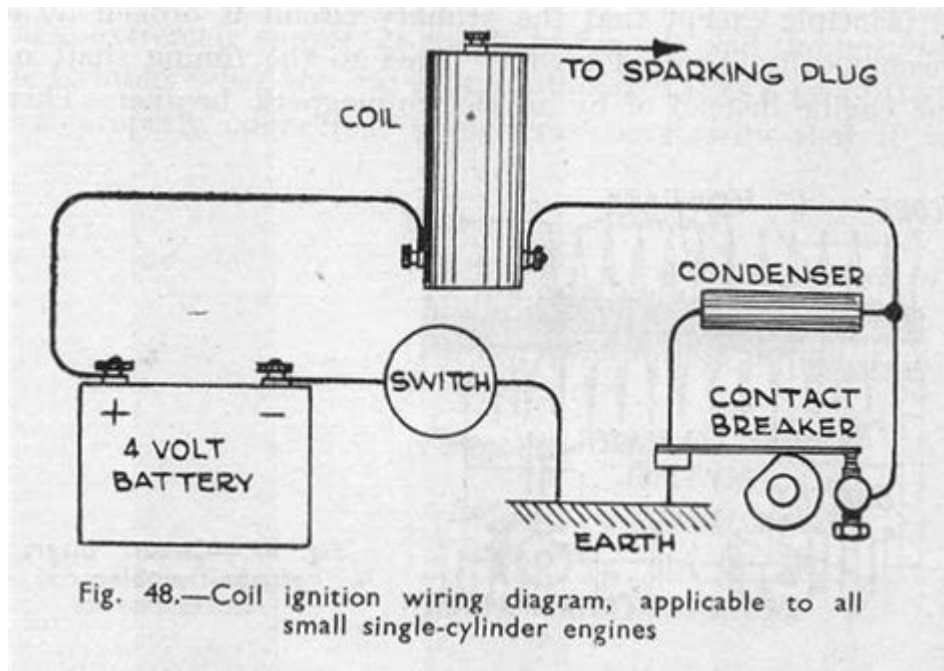 TO SPARKING PLUG
COIL
CONDENSER
SWITCH
+ −
4 VOLT
BATTERY
CONTACT
BREAKER
EARTH
Fig. 48.—Coil ignition wiring diagram, applicable to all
small single-cylinder engines